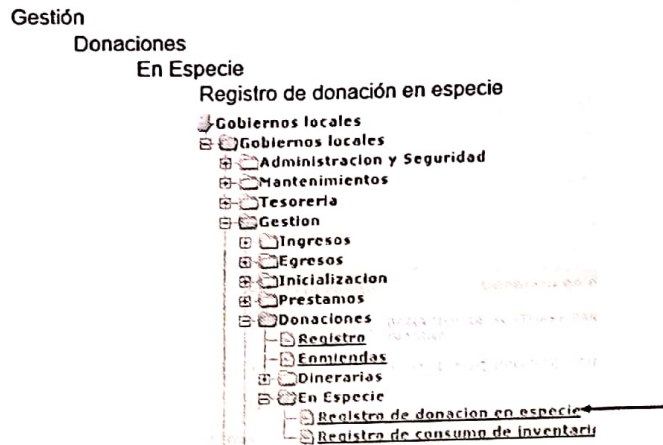 Gestión
Donaciones
En Especie
Registro de donación en especie
Gobiernos locales
Gobiernos locales
Administracion y Seguridad
Mantenimientos
Tesoreria
Gestion
Ingresos
Egresos
Inicializacion
Prestamos
Donaciones
Registro
Enmiendas
Dinerarias
En Especie
Registro de donacion en especie
Registro de consumo de inventari